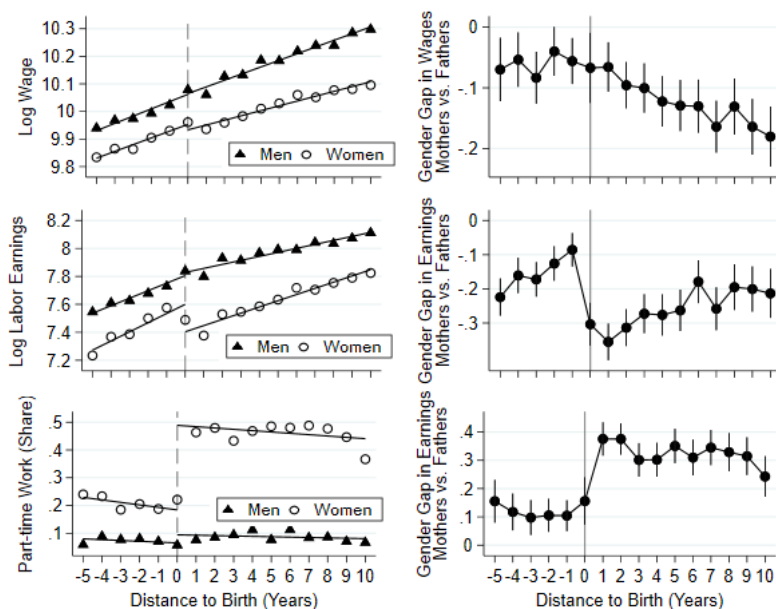 Log Wage
10.3
10.2
10.1
10.0
9.9
9.8
Men Women
Gender Gap in Wages
Mothers vs. Fathers
0
-.1
-.2
Log Labor Earnings
8.2
8.0
7.8
7.6
7.4
7.2
Men Women
Gender Gap in Earnings
Mothers vs. Fathers
0
-.1
-.2
-.3
Part-time Work (Share)
.5
.4
.3
.2
.1
Men Women
-5 -4 -3 -2 -1 0 1 2 3 4 5 6 7 8 9 10
Distance to Birth (Years)
Gender Gap in Earnings
Mothers vs. Fathers
.4
.3
.2
.1
0
-5 -4 -3 -2 -1 0 1 2 3 4 5 6 7 8 9 10
Distance to Birth (Years)